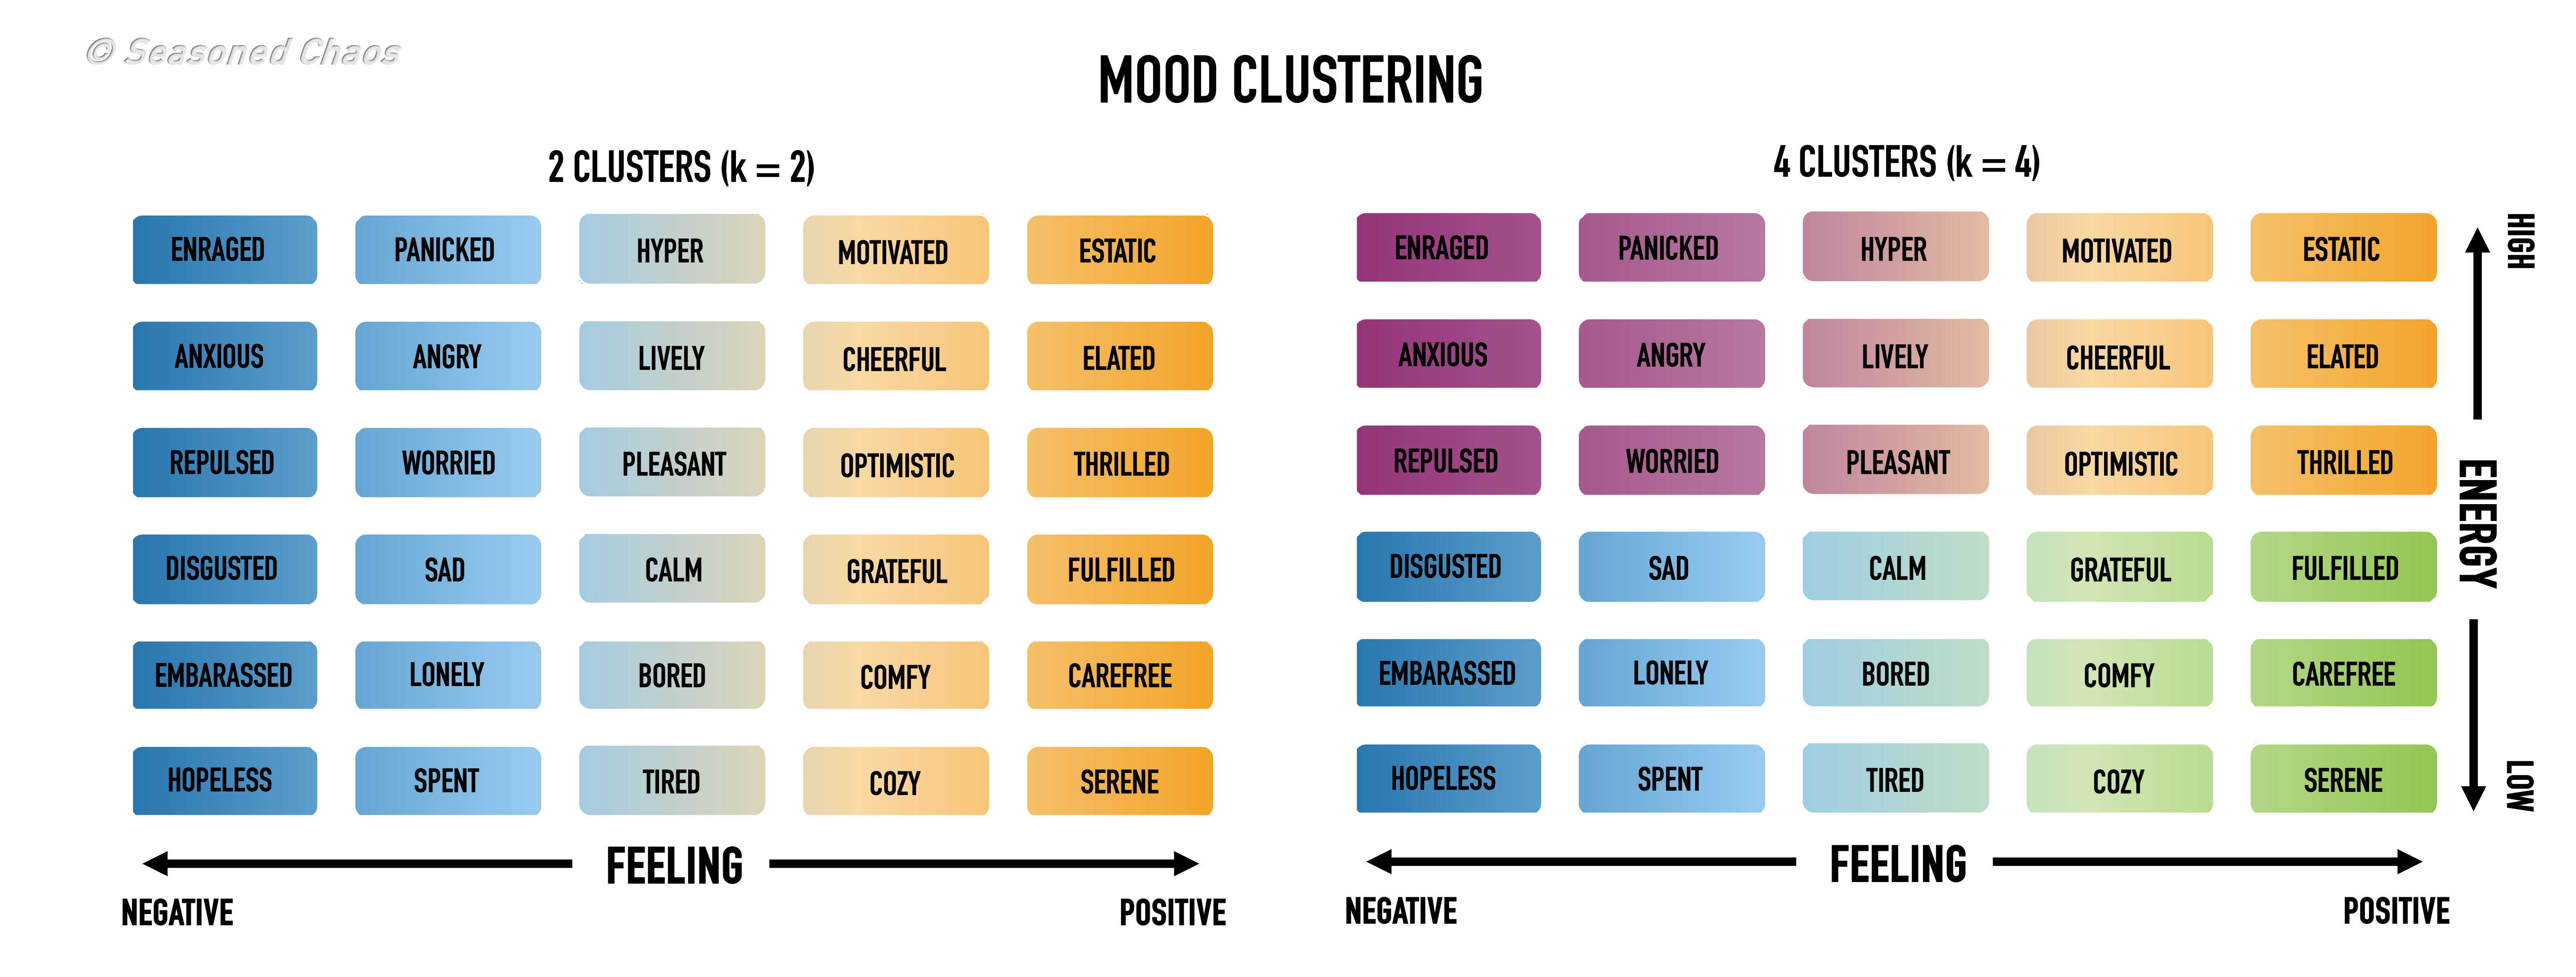 © Seasoned Chaos
MOOD CLUSTERING
2 CLUSTERS (k = 2)
ENRAGED PANICKED HYPER MOTIVATED ESTATIC
ANXIOUS ANGRY LIVELY CHEERFUL ELATED
REPULSED WORRIED PLEASANT OPTIMISTIC THRILLED
DISGUSTED SAD CALM GRATEFUL FULFILLED
EMBARASSED LONELY BORED COMFY CAREFREE
HOPELESS SPENT TIRED COZY SERENE
FEELING
NEGATIVE POSITIVE
4 CLUSTERS (k = 4)
ENRAGED PANICKED HYPER MOTIVATED ESTATIC
ANXIOUS ANGRY LIVELY CHEERFUL ELATED
REPULSED WORRIED PLEASANT OPTIMISTIC THRILLED
DISGUSTED SAD CALM GRATEFUL FULFILLED
EMBARASSED LONELY BORED COMFY CAREFREE
HOPELESS SPENT TIRED COZY SERENE
FEELING
NEGATIVE POSITIVE
HIGH
ENERGY
LOW